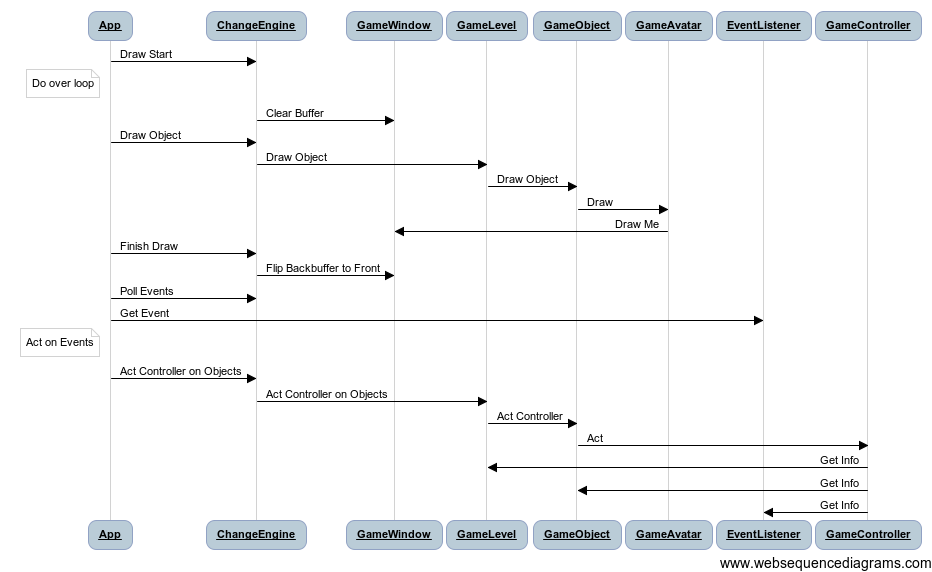 App ChangeEngine GameWindow GameLevel GameObject GameAvatar EventListener GameController
Draw Start
Do over loop
Clear Buffer
Draw Object
Draw Object
Draw Object
Draw
Draw Me
Finish Draw
Flip Backbuffer to Front
Poll Events
Get Event
Act on Events
Act Controller on Objects
Act Controller on Objects
Act Controller
Act
Get Info
Get Info
Get Info
App ChangeEngine GameWindow GameLevel GameObject GameAvatar EventListener GameController
www.websequencediagrams.com